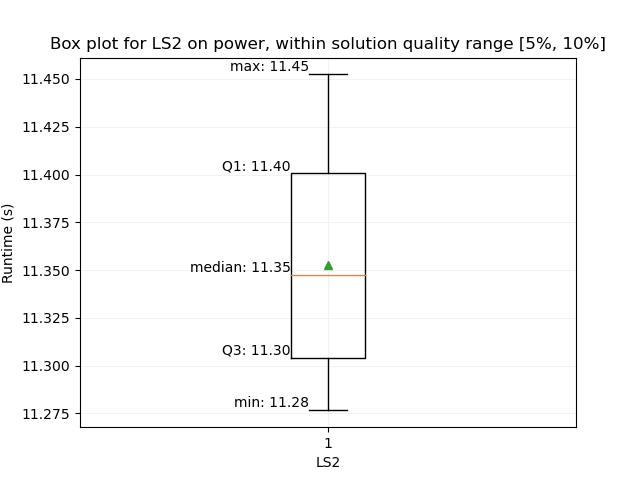 Box plot for LS2 on power, within solution quality range [5%, 10%]
max: 11.45
11.450
11.425
Q1: 11.40
11.400
11.375
median: 11.35
11.350
11.325
Q3: 11.30
11.300
min: 11.28
11.275
Runtime (s)
1
LS2